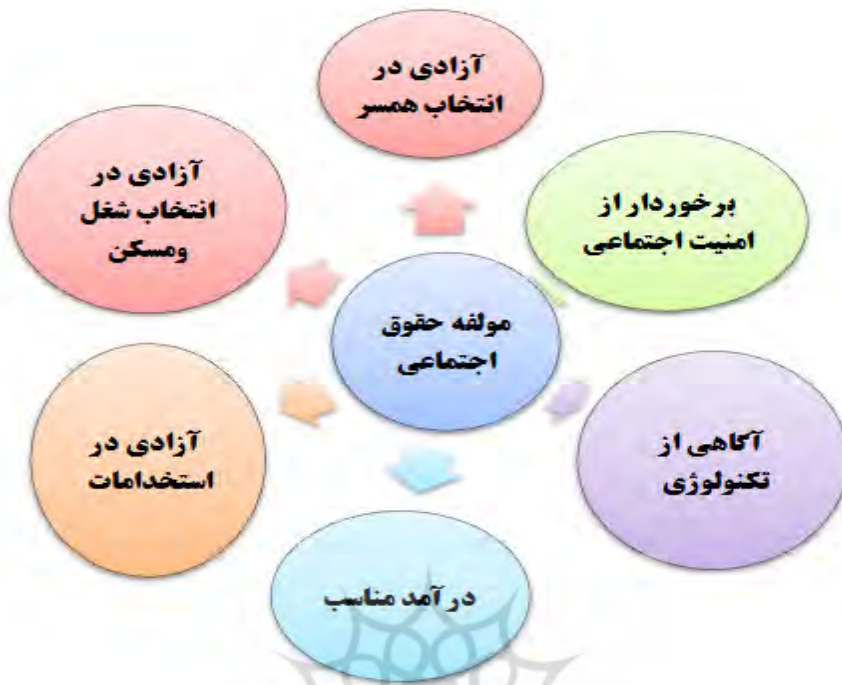 آزادی در
انتخاب همسر
برخوردار از
امنیت اجتماعی
آزادی در
انتخاب شغل
ومسکن
مولفه حقوق
اجتماعی
آگاهی از
تکنولوژی
آزادی در
استخدامات
درآمد مناسب